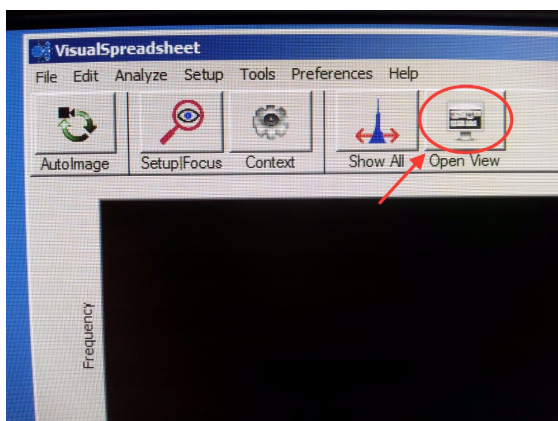 VisualSpreadsheet
File Edit Analyze Setup Tools Preferences Help
AutoImage Setup|Focus Context Show All Open View
Frequency